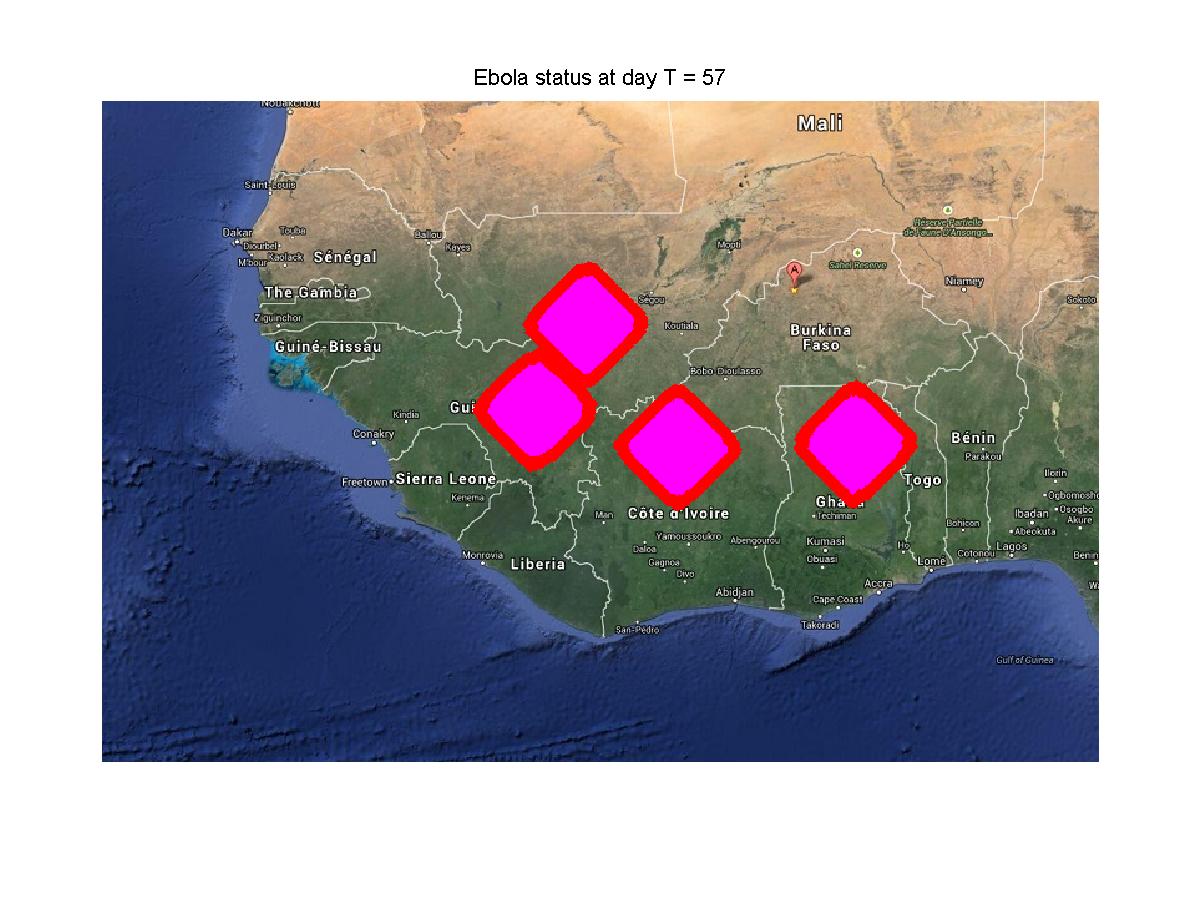 Ebola status at day T = 57
Nouakchott
Mali
Saint-Louis
Réserve Partielle
de Faune D'Ansongo...
Dakar
Touba
Ballou
Diourbel
Kayes
Mopti
Kaolack
Sénégal
M'bour
Sahel Reserve
A
Niamey
The Gambia
Ségou
Sokoto
Ziguinchor
Koutiala
Burkina
Faso
Guiné-Bissau
Bobo-Dioulasso
Gui
Kindia
Conakry
Bénin
Parakou
Ilorin
Sierra Leone
Freetown
Togo
Kenema
Ogbomosho
Gha
Techiman
Man
Côte d'Ivoire
Ibadan
Osogbo
Akure
Bohicon
Abeokuta
Yamoussoukro
Abengourou
Kumasi
Daloa
Ho
Lagos
Cotonou
Monrovia
Liberia
Gagnoa
Obuasi
Lomé
Benin
Divo
Accra
Abidjan
Cape Coast
Wa
San-Pédro
Takoradi
Gulf of Guinea